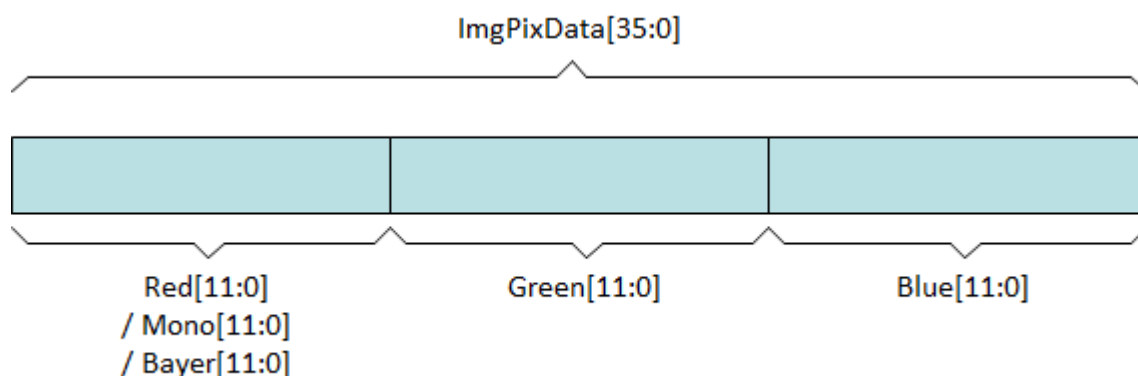 ImgPixData[35:0]
Red[11:0]
/ Mono[11:0]
/ Bayer[11:0]
Green[11:0]
Blue[11:0]